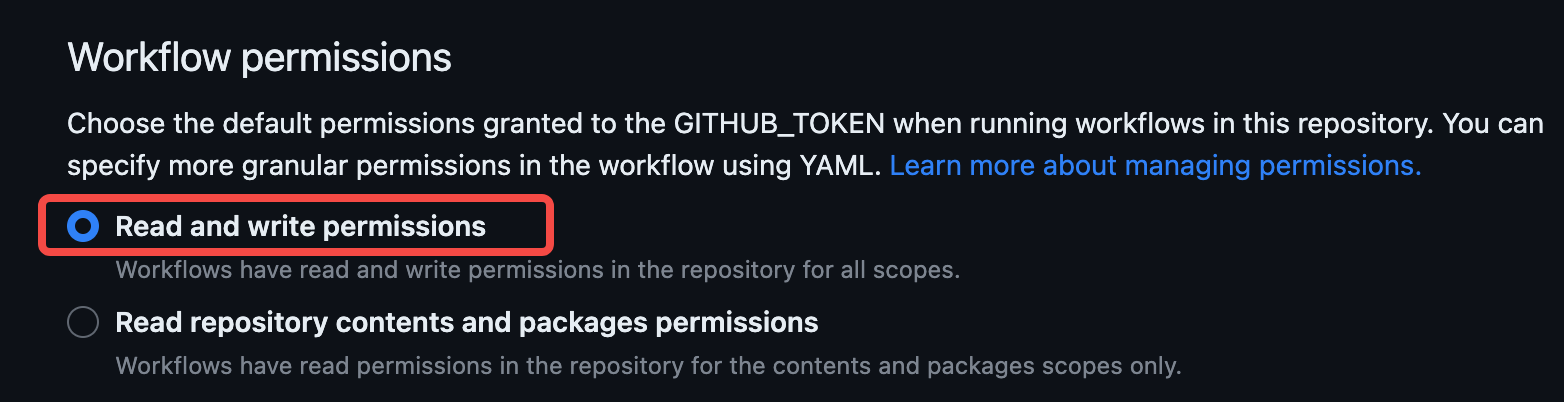 Workflow permissions
Choose the default permissions granted to the GITHUB_TOKEN when running workflows in this repository. You can
specify more granular permissions in the workflow using YAML. Learn more about managing permissions.
Read and write permissions
Workflows have read and write permissions in the repository for all scopes.
Read repository contents and packages permissions
Workflows have read permissions in the repository for the contents and packages scopes only.